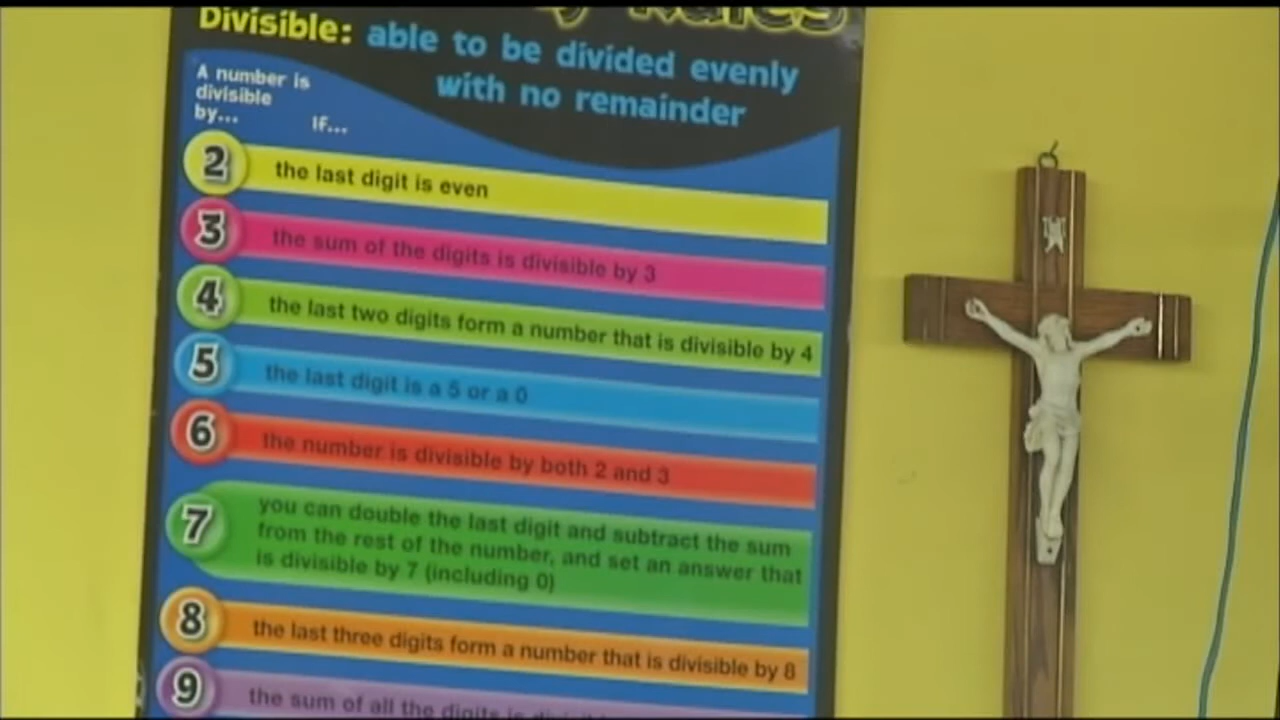 Rules
Divisible: able to be divided evenly
with no remainder
A number is
divisible
by...
IF...
2 the last digit is even
3 the sum of the digits is divisible by 3
4 the last two digits form a number that is divisible by 4
5 the last digit is a 5 or a 0
6 the number is divisible by both 2 and 3
7 you can double the last digit and subtract the sum
from the rest of the number, and set an answer that
is divisible by 7 (including 0)
8 the last three digits form a number that is divisible by 8
9 the sum of all the digits is